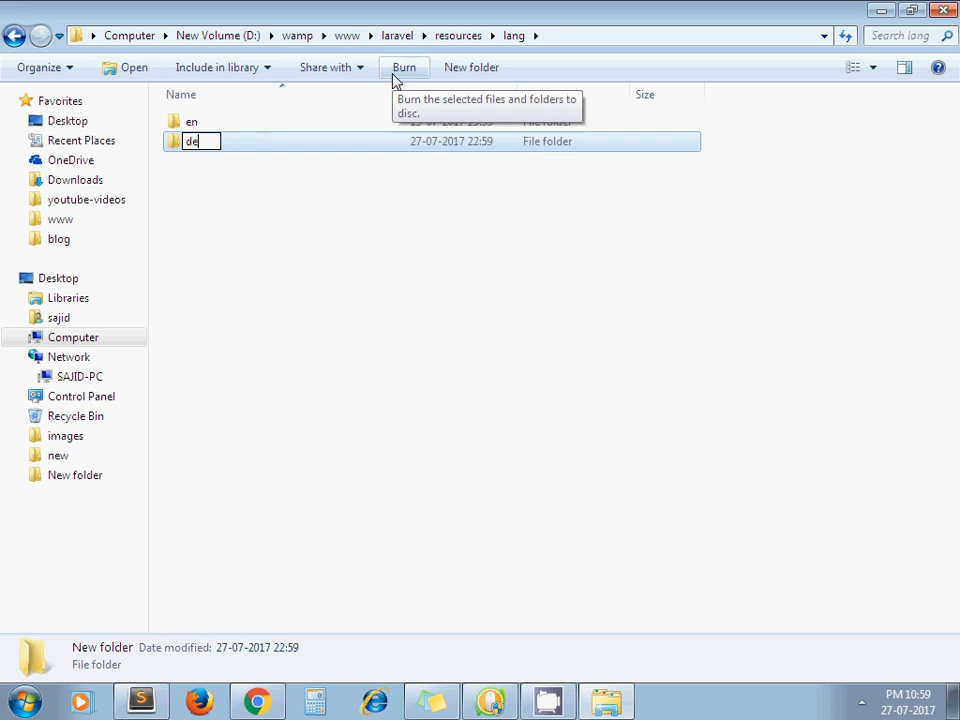 Computer New Volume (D:) wamp www laravel resources lang Search lang
Organize Open Include in library Share with Burn New folder
Name Size
Burn the selected files and folders to
disc.
en File folder
de 27-07-2017 22:59 File folder
Favorites
Desktop
Recent Places
OneDrive
Downloads
youtube-videos
www
blog
Desktop
Libraries
sajid
Computer
Network
SAJID-PC
Control Panel
Recycle Bin
images
new
New folder
New folder Date modified: 27-07-2017 22:59
File folder
S
PM 10:59
27-07-2017